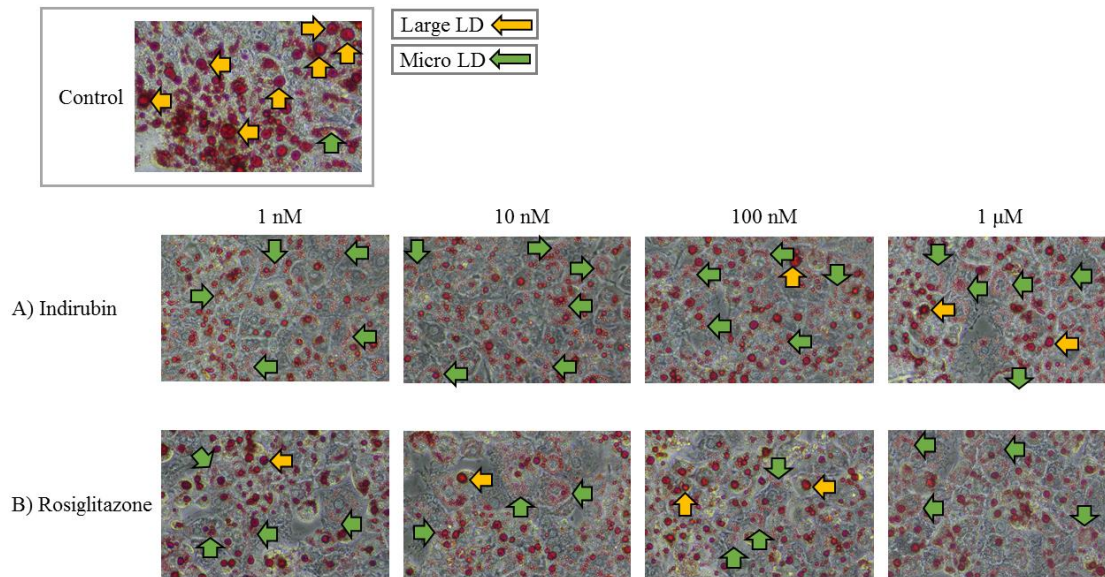 Large LD
Micro LD
Control
1 nM 10 nM 100 nM 1 μM
A) Indirubin
B) Rosiglitazone